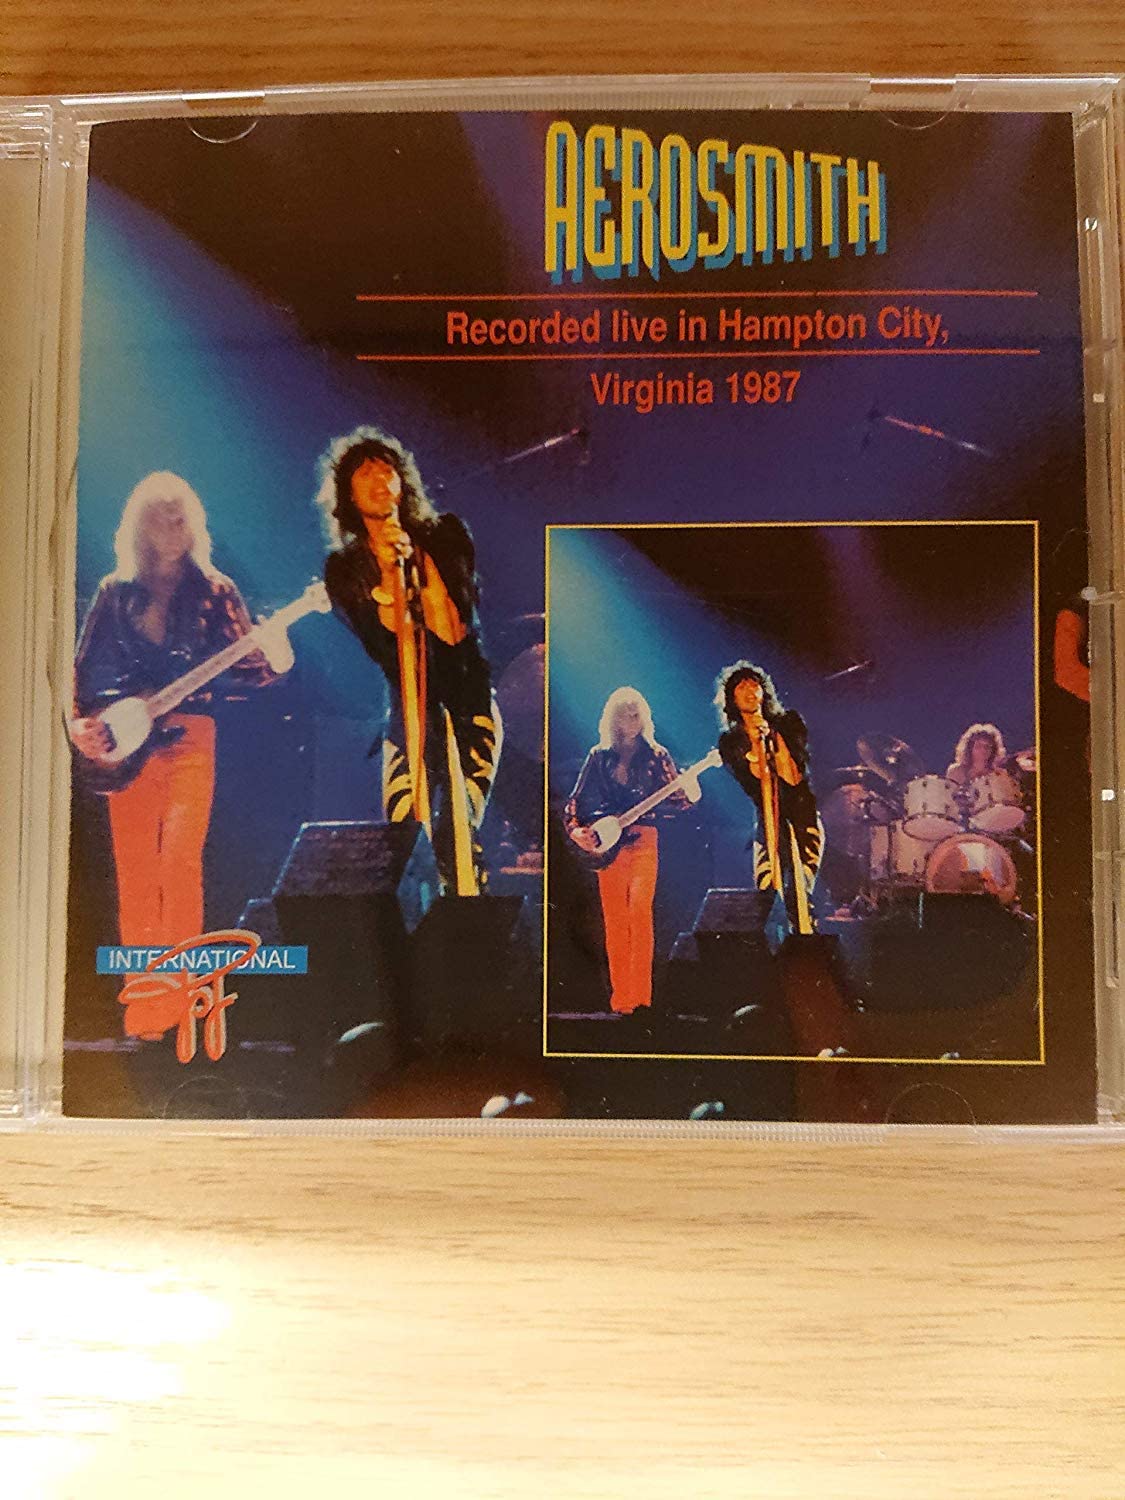 AEROSMITH
Recorded live in Hampton City,
Virginia 1987
INTERNATIONAL